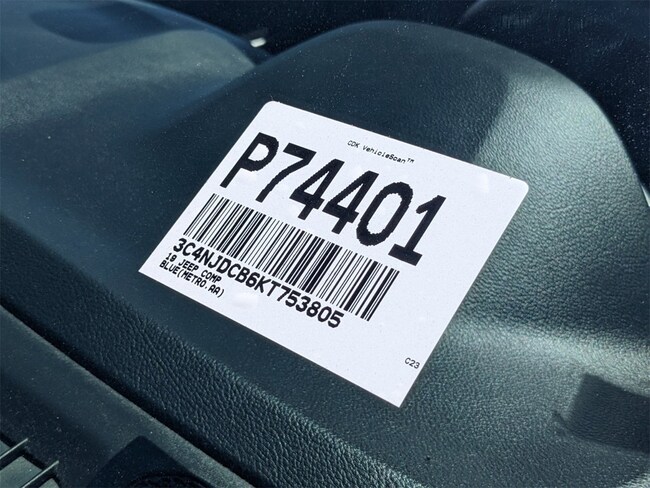 CDK VehicleScan™
P74401
3C4NJDCB6KT753805
19 JEEP COMP
BLUE(METRO.AA)
C23